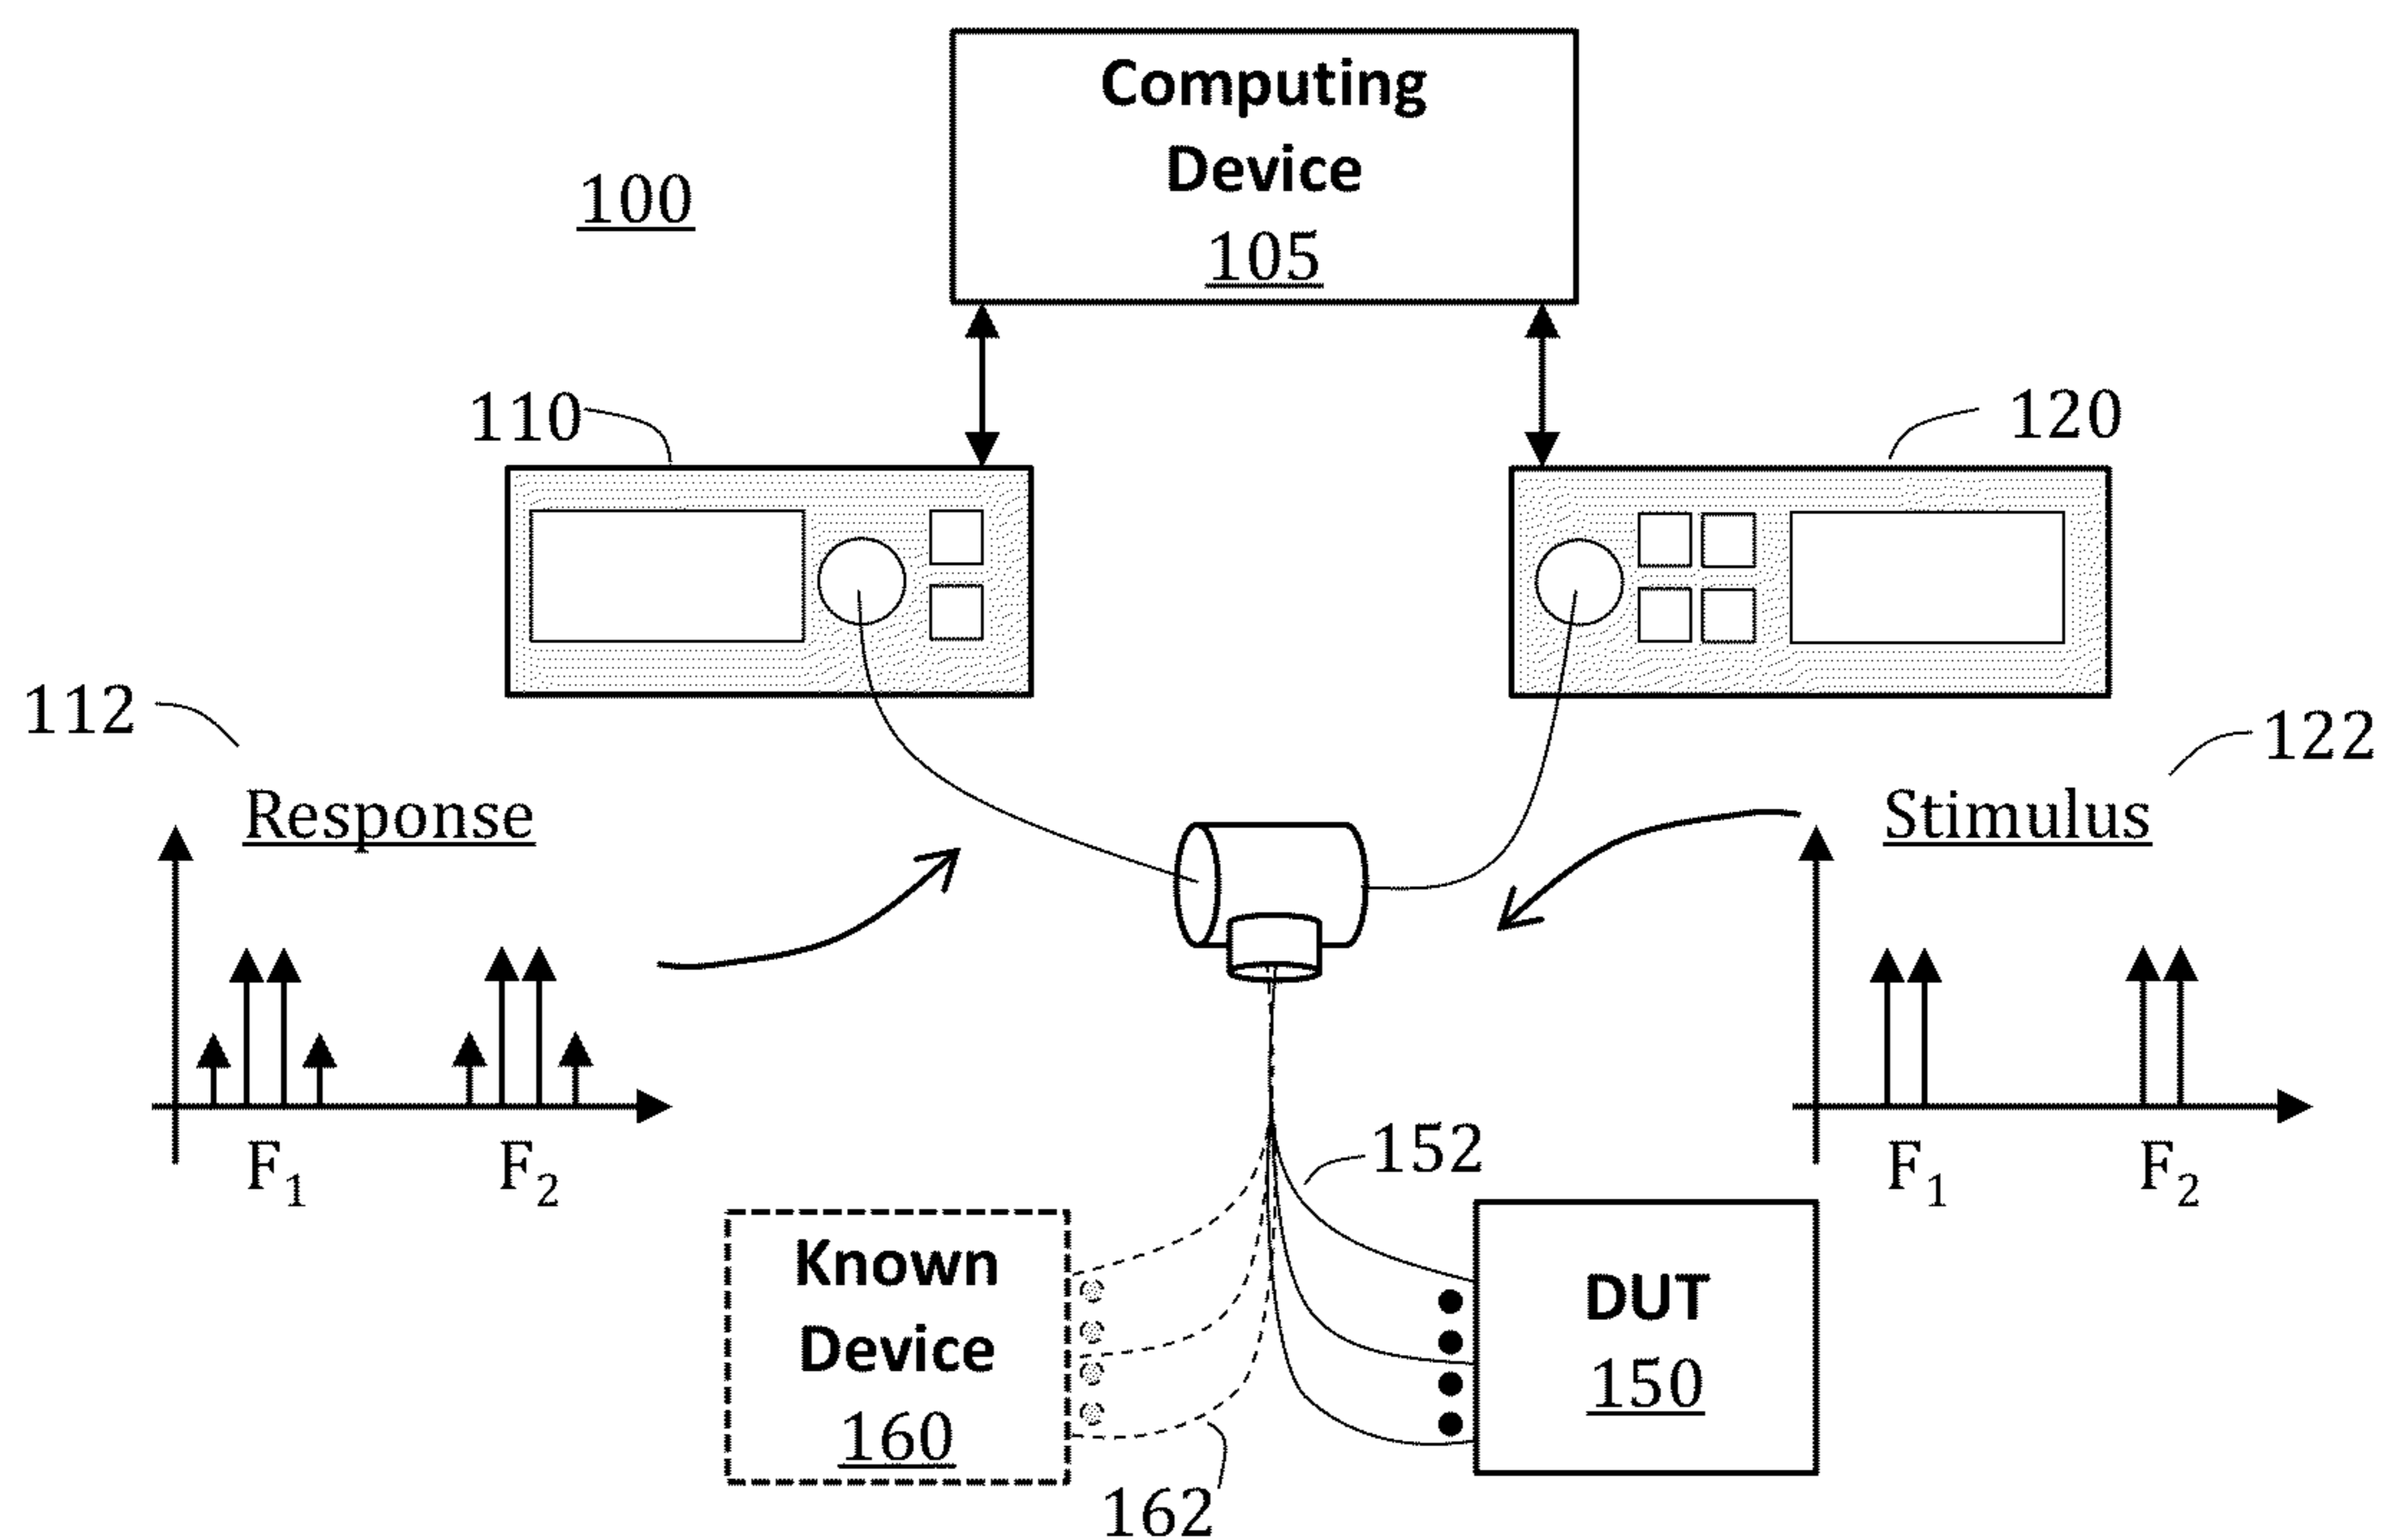 Computing
Device
105
100
110
120
112
122
Response
Stimulus
F₁
F₂
F₁
F₂
152
Known
Device
160
DUT
150
162